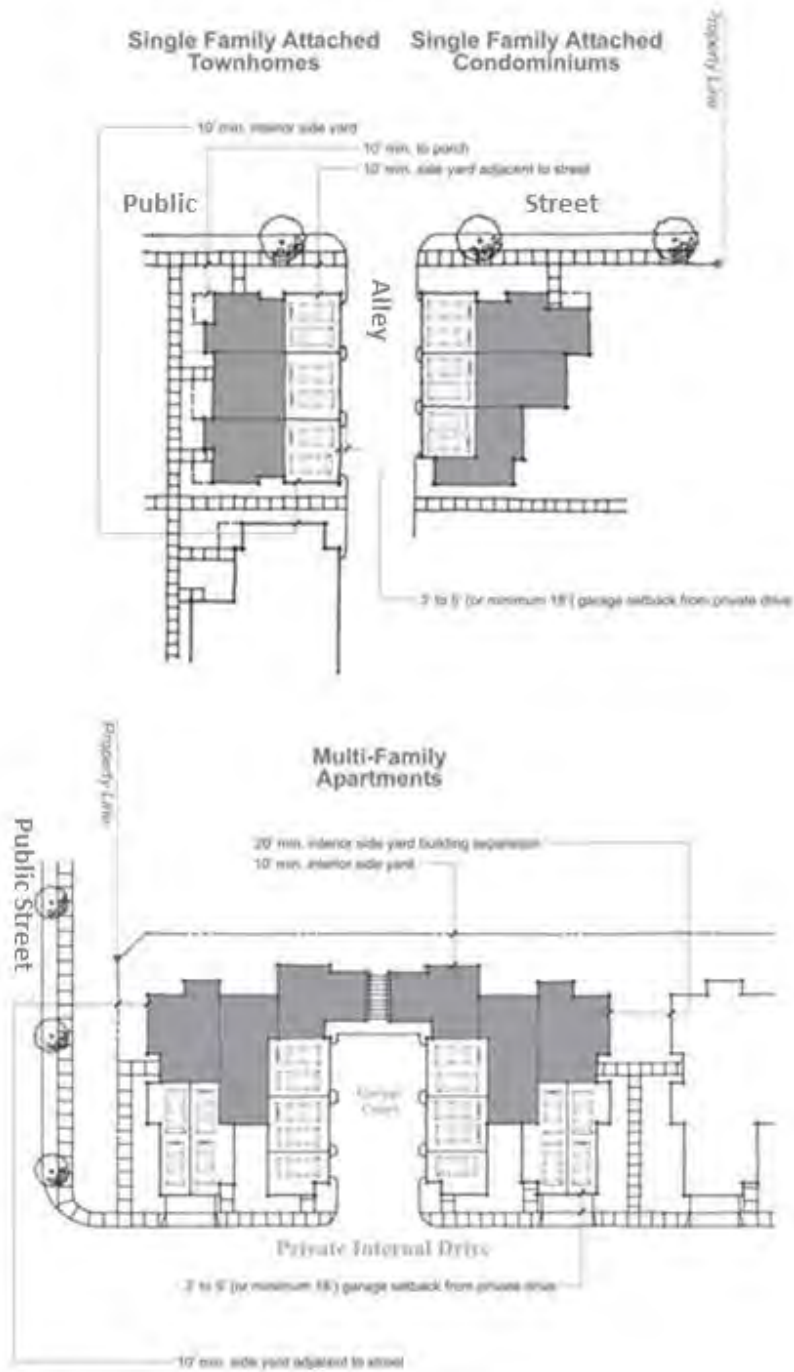 Single Family Attached
Townhomes
Single Family Attached
Condominiums
Property Line
10' min. interior side yard
10' min. to porch
10' min. side yard adjacent to street
Public
Street
Alley
3' to 5' (or minimum 18') garage setback from private drive
Multi-Family
Apartments
Property Line
Public Street
20' min. interior side yard building separation
10' min. interior side yard
Court
Private Internal Drive
3' to 5' (or minimum 18') garage setback from private drive
10' min. side yard adjacent to street